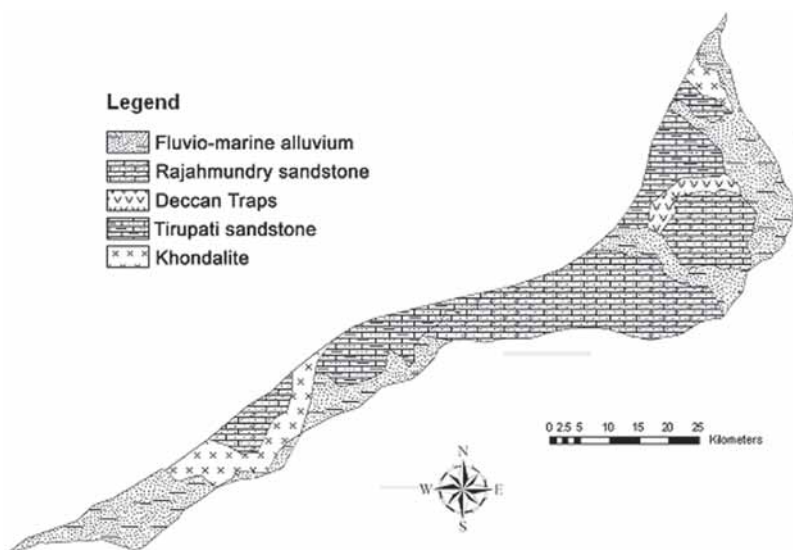 Legend
Fluvio-marine alluvium
Rajahmundry sandstone
Deccan Traps
Tirupati sandstone
Khondalite
0 2.5 5 10 15 20 25
Kilometers
N
W E
S